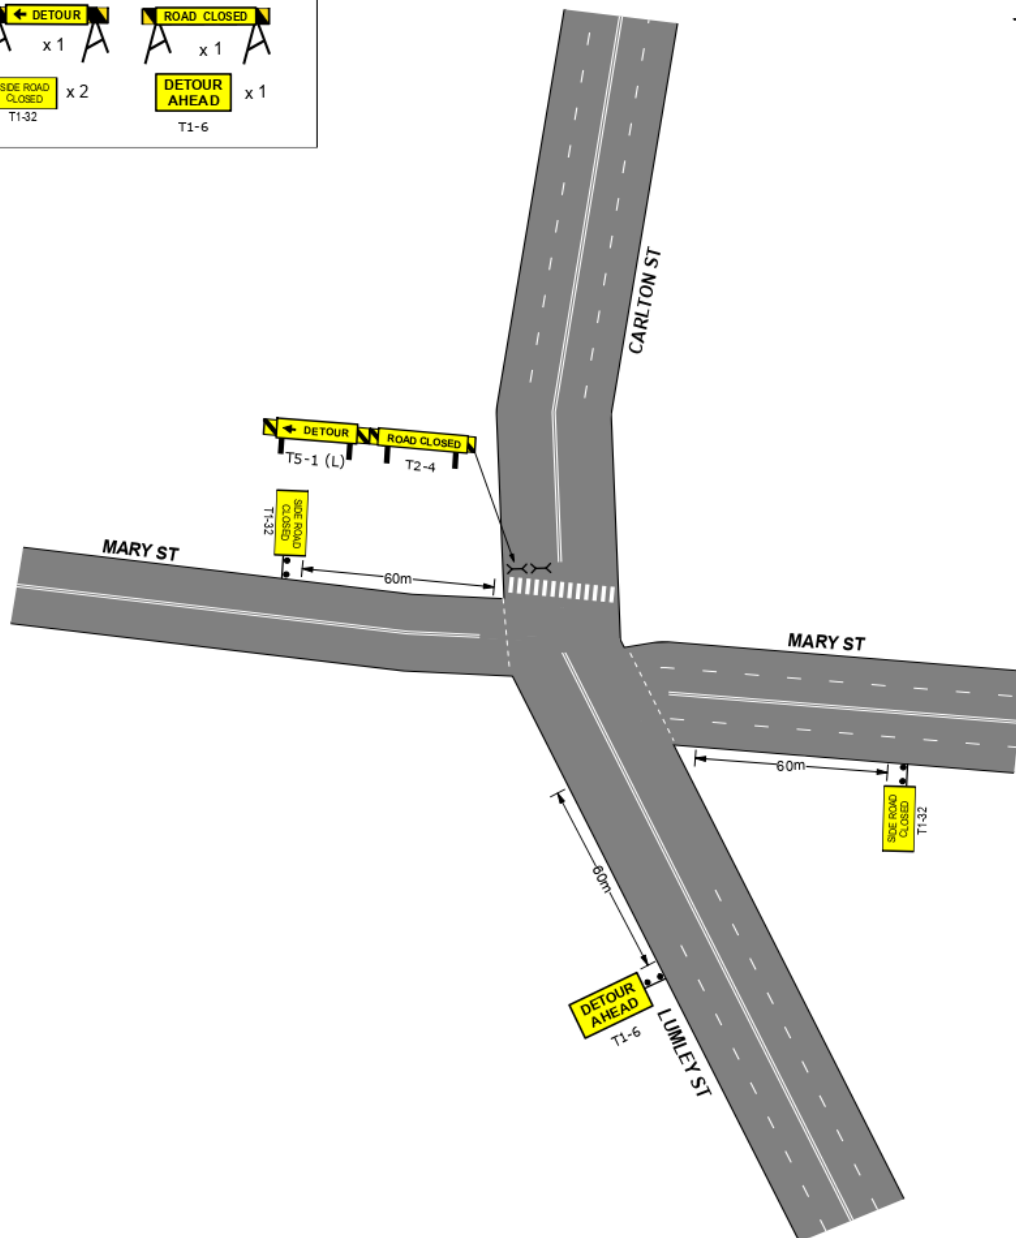 ← DETOUR
ROAD CLOSED
x 1
x 1
SIDE ROAD
CLOSED
x 2
T1-32
DETOUR
AHEAD
x 1
T1-6
CARLTON ST
← DETOUR
ROAD CLOSED
T5-1 (L)
T2-4
SIDE ROAD
CLOSED
T1-32
MARY ST
60m
MARY ST
60m
SIDE ROAD
CLOSED
T1-32
60m
DETOUR
AHEAD
T1-6
LUMLEY ST